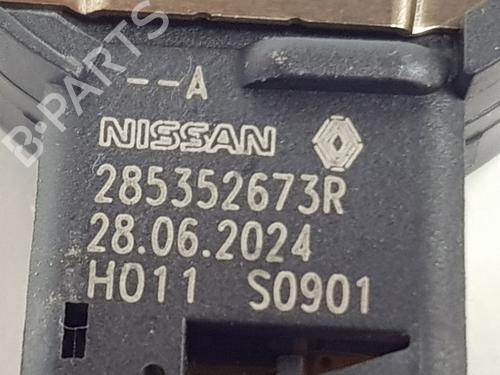 B-PARTS
--A
NISSAN
285352673R
28.06.2024
H011 S0901